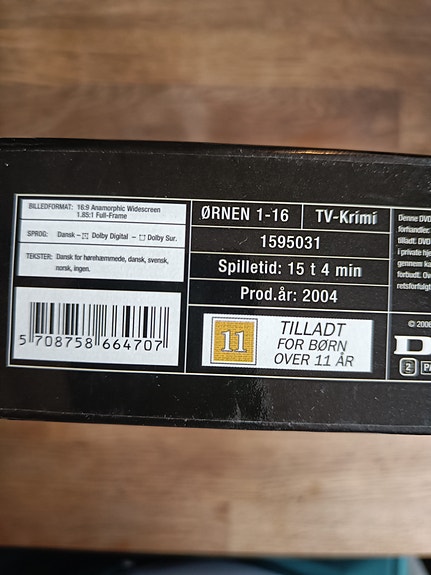 BILLEDFORMAT: 16:9 Anamorphic Widescreen
1.85:1 Full-Frame
SPROG: Dansk - Dolby Digital - Dolby Sur.
TEKSTER: Dansk for hørehæmmede, dansk, svensk,
norsk, ingen.
5 708758 664707
ØRNEN 1-16 TV-Krimi
1595031
Spilletid: 15 t 4 min
Prod.år: 2004
11 TILLADT
FOR BØRN
OVER 11 ÅR
Denne DVD
forhandler.
tilladt. DVD
i private hje
gennem ka
forbudt. Ov
retsforfulgt
2